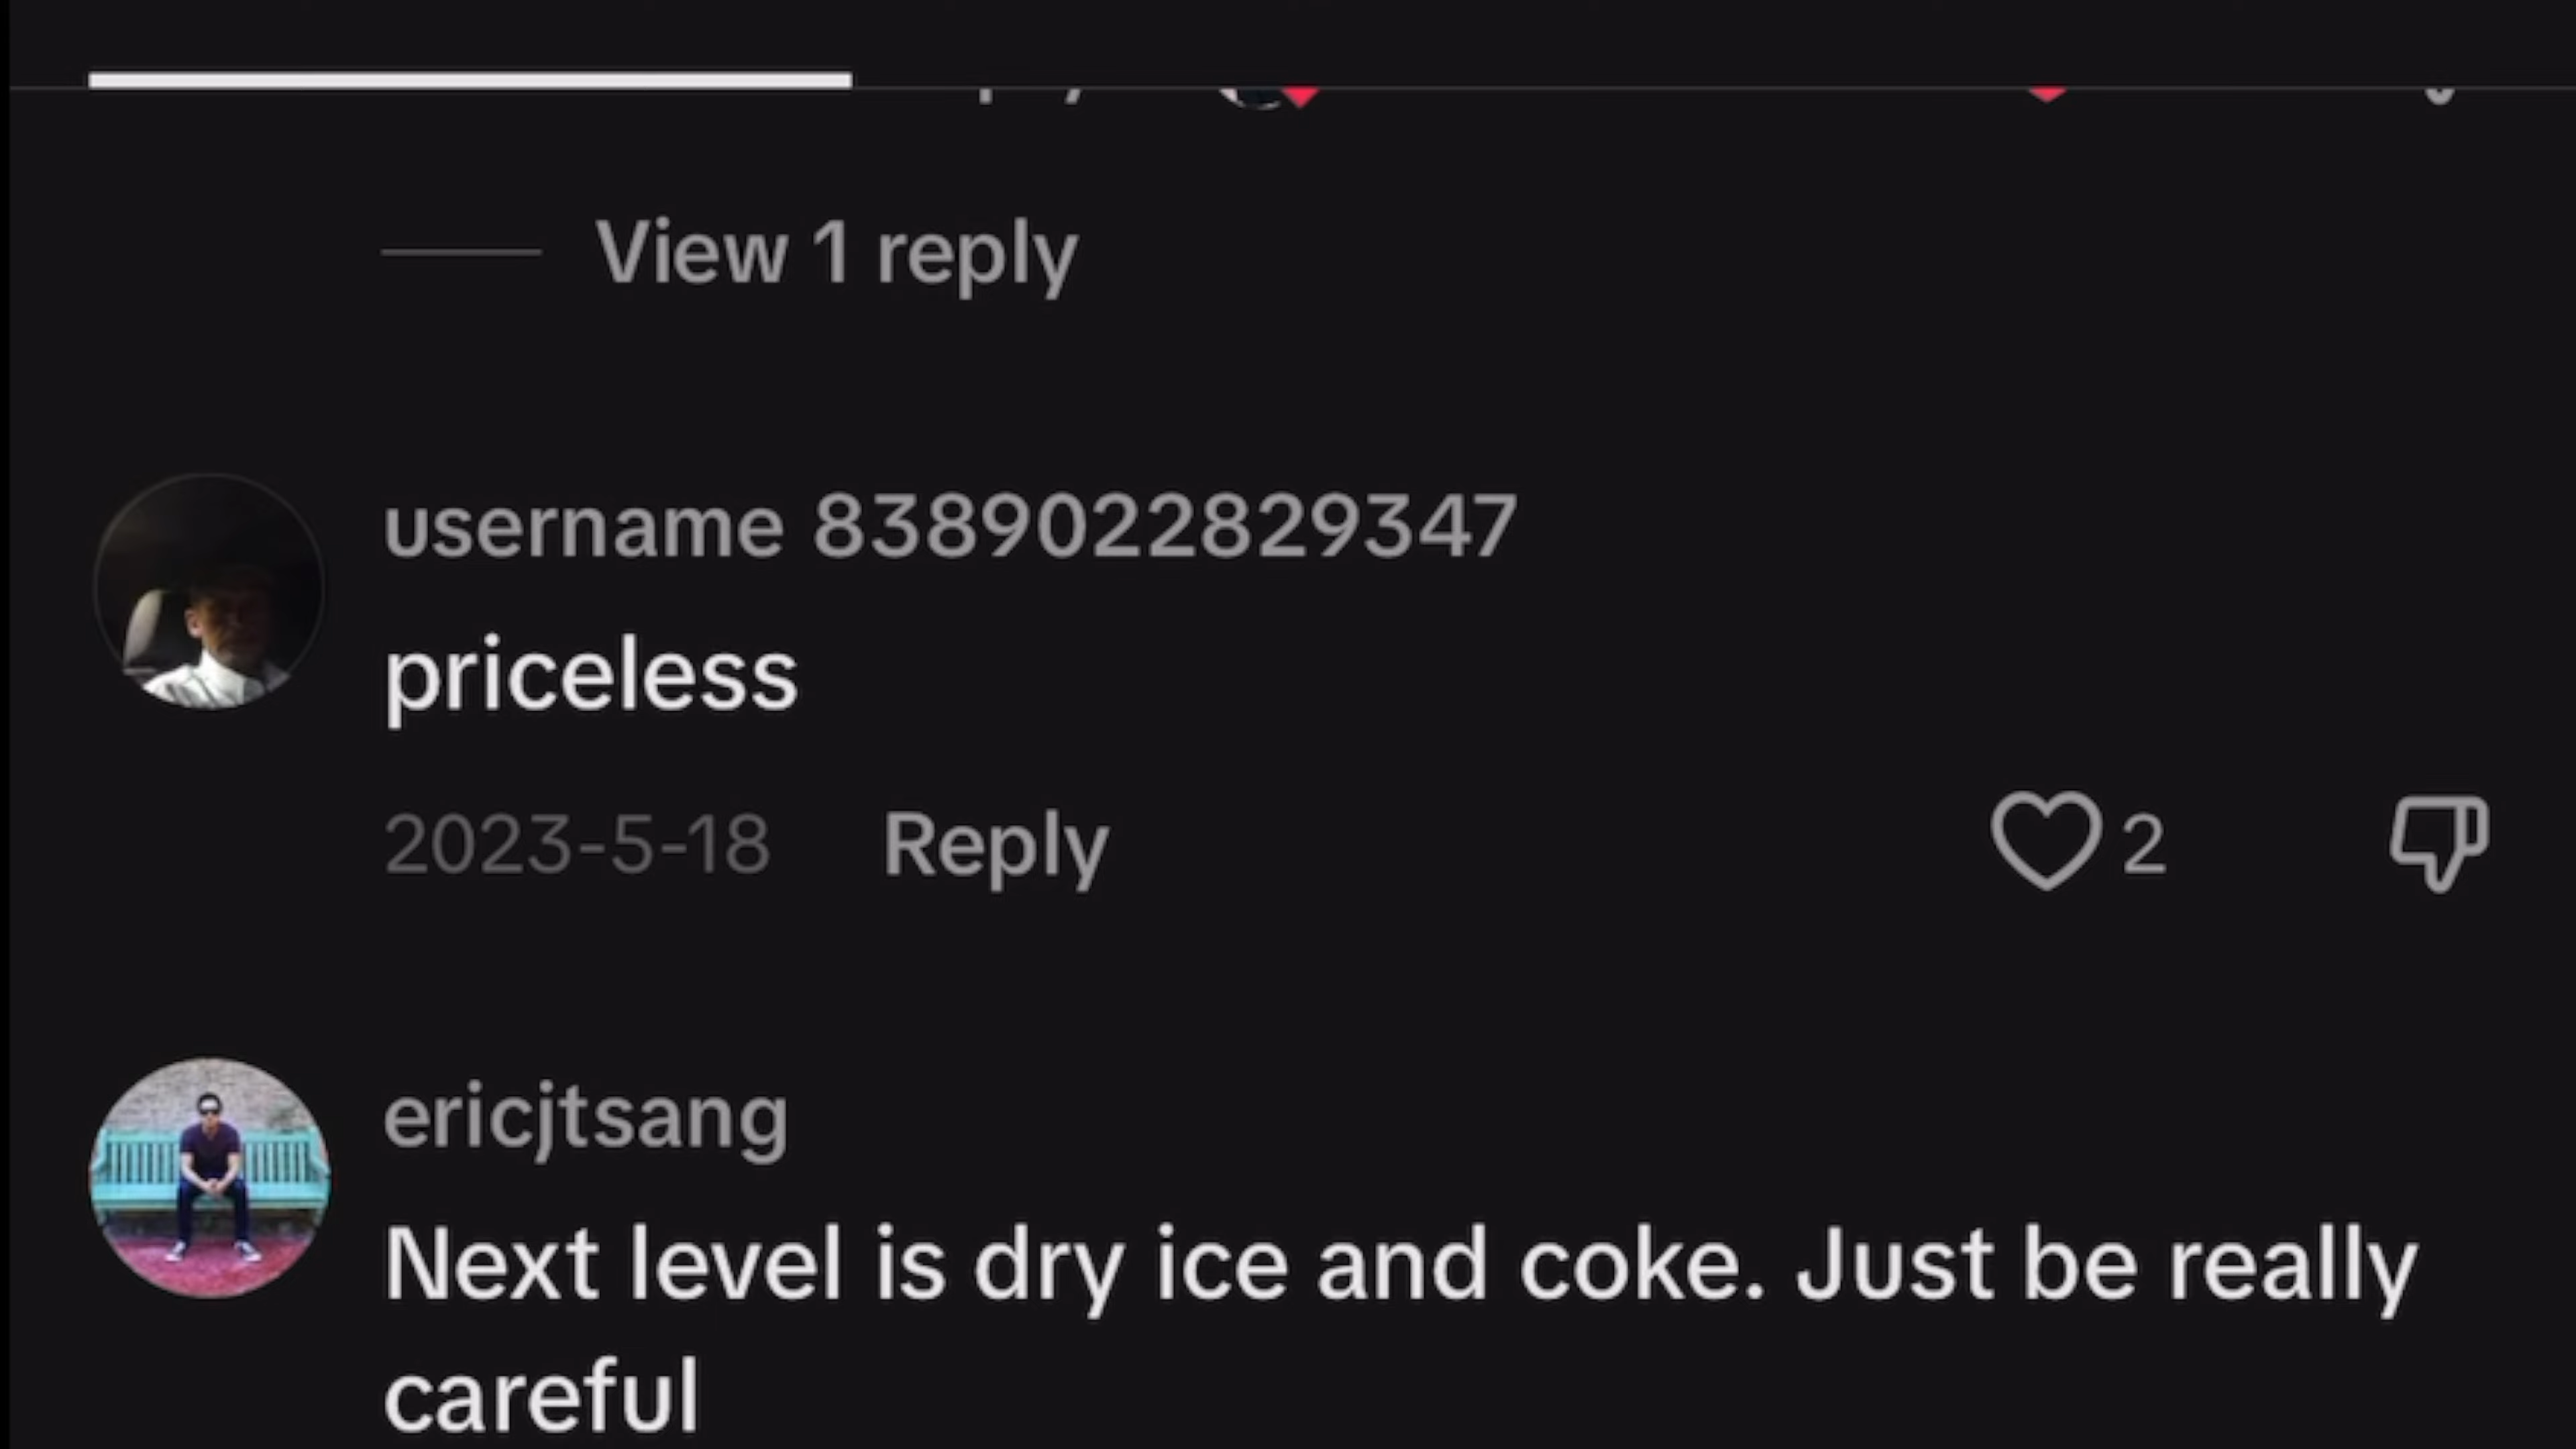 View 1 reply
username 8389022829347
priceless
2023-5-18 Reply 2
ericjtsang
Next level is dry ice and coke. Just be really
careful